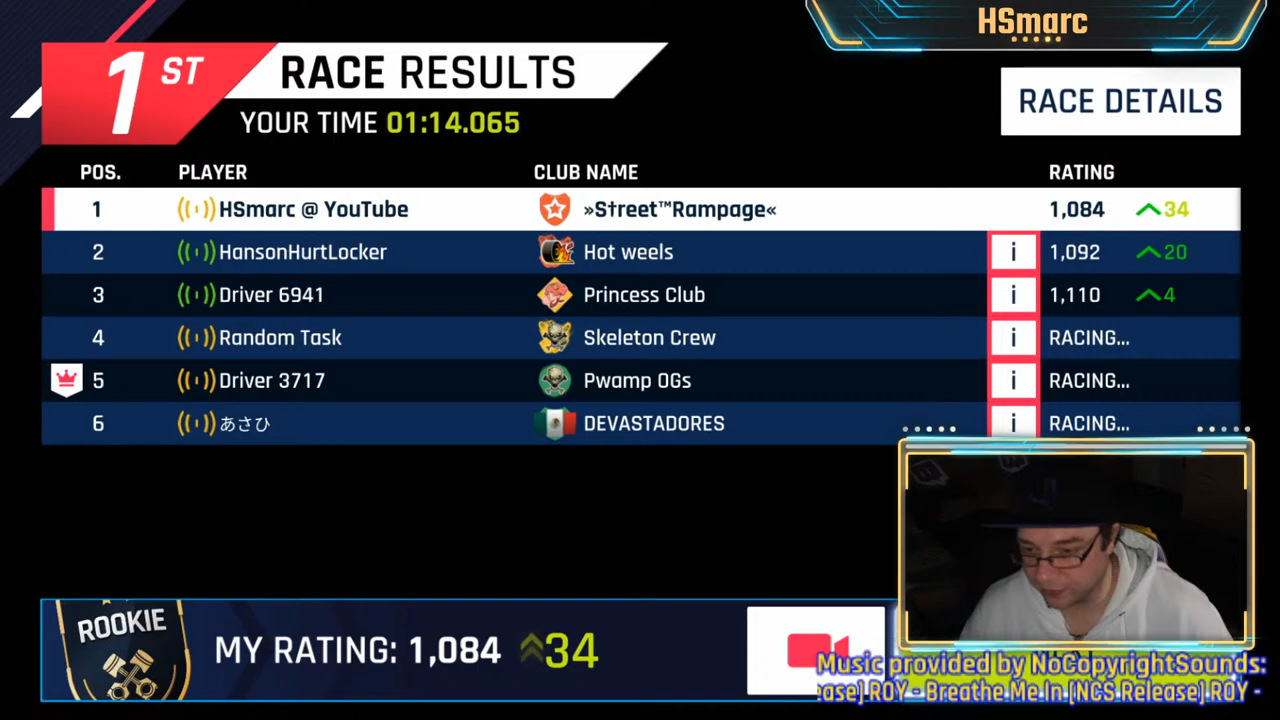 HSmarc
1 ST
RACE RESULTS
YOUR TIME 01:14.065
RACE DETAILS
POS. PLAYER CLUB NAME RATING
1 HSmarc @ YouTube »S†reet™Rampage« 1,084 34
2 HansonHurtLocker Hot weels i 1,092 20
3 Driver 6941 Princess Club i 1,110 4
4 Random Task Skeleton Crew i RACING...
5 Driver 3717 Pwamp OGs i RACING...
6 あさひ DEVASTADORES i RACING...
ROOKIE
MY RATING: 1,084 34
Music provided by NoCopyrightSounds:
ease] ROY - Breathe Me In [NCS Release] ROY -